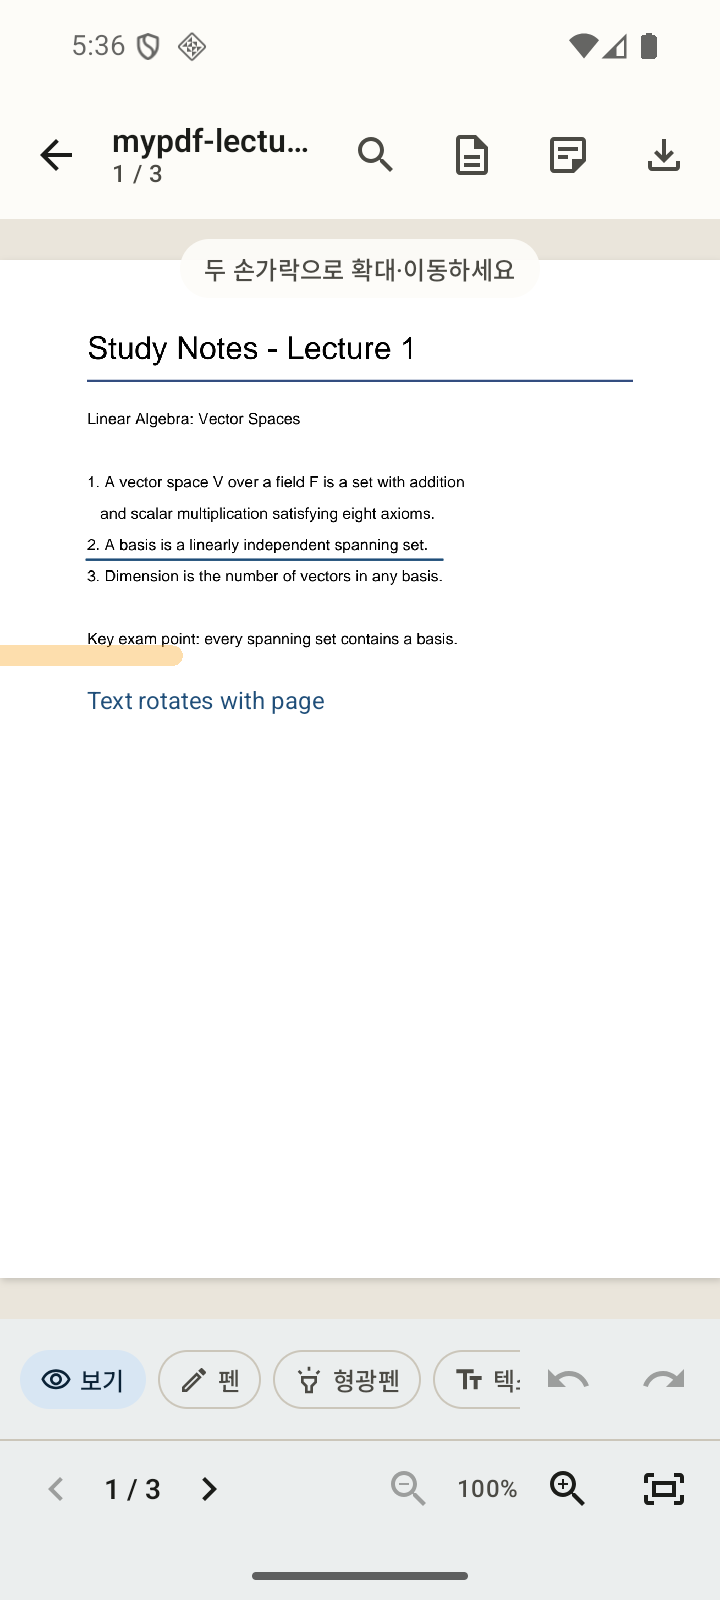 5:36
mypdf-lectu...
1 / 3
두 손가락으로 확대·이동하세요
Study Notes - Lecture 1
Linear Algebra: Vector Spaces
1. A vector space V over a field F is a set with addition
and scalar multiplication satisfying eight axioms.
2. A basis is a linearly independent spanning set.
3. Dimension is the number of vectors in any basis.
Key exam point: every spanning set contains a basis.
Text rotates with page
보기 펜 형광펜
1 / 3 100%